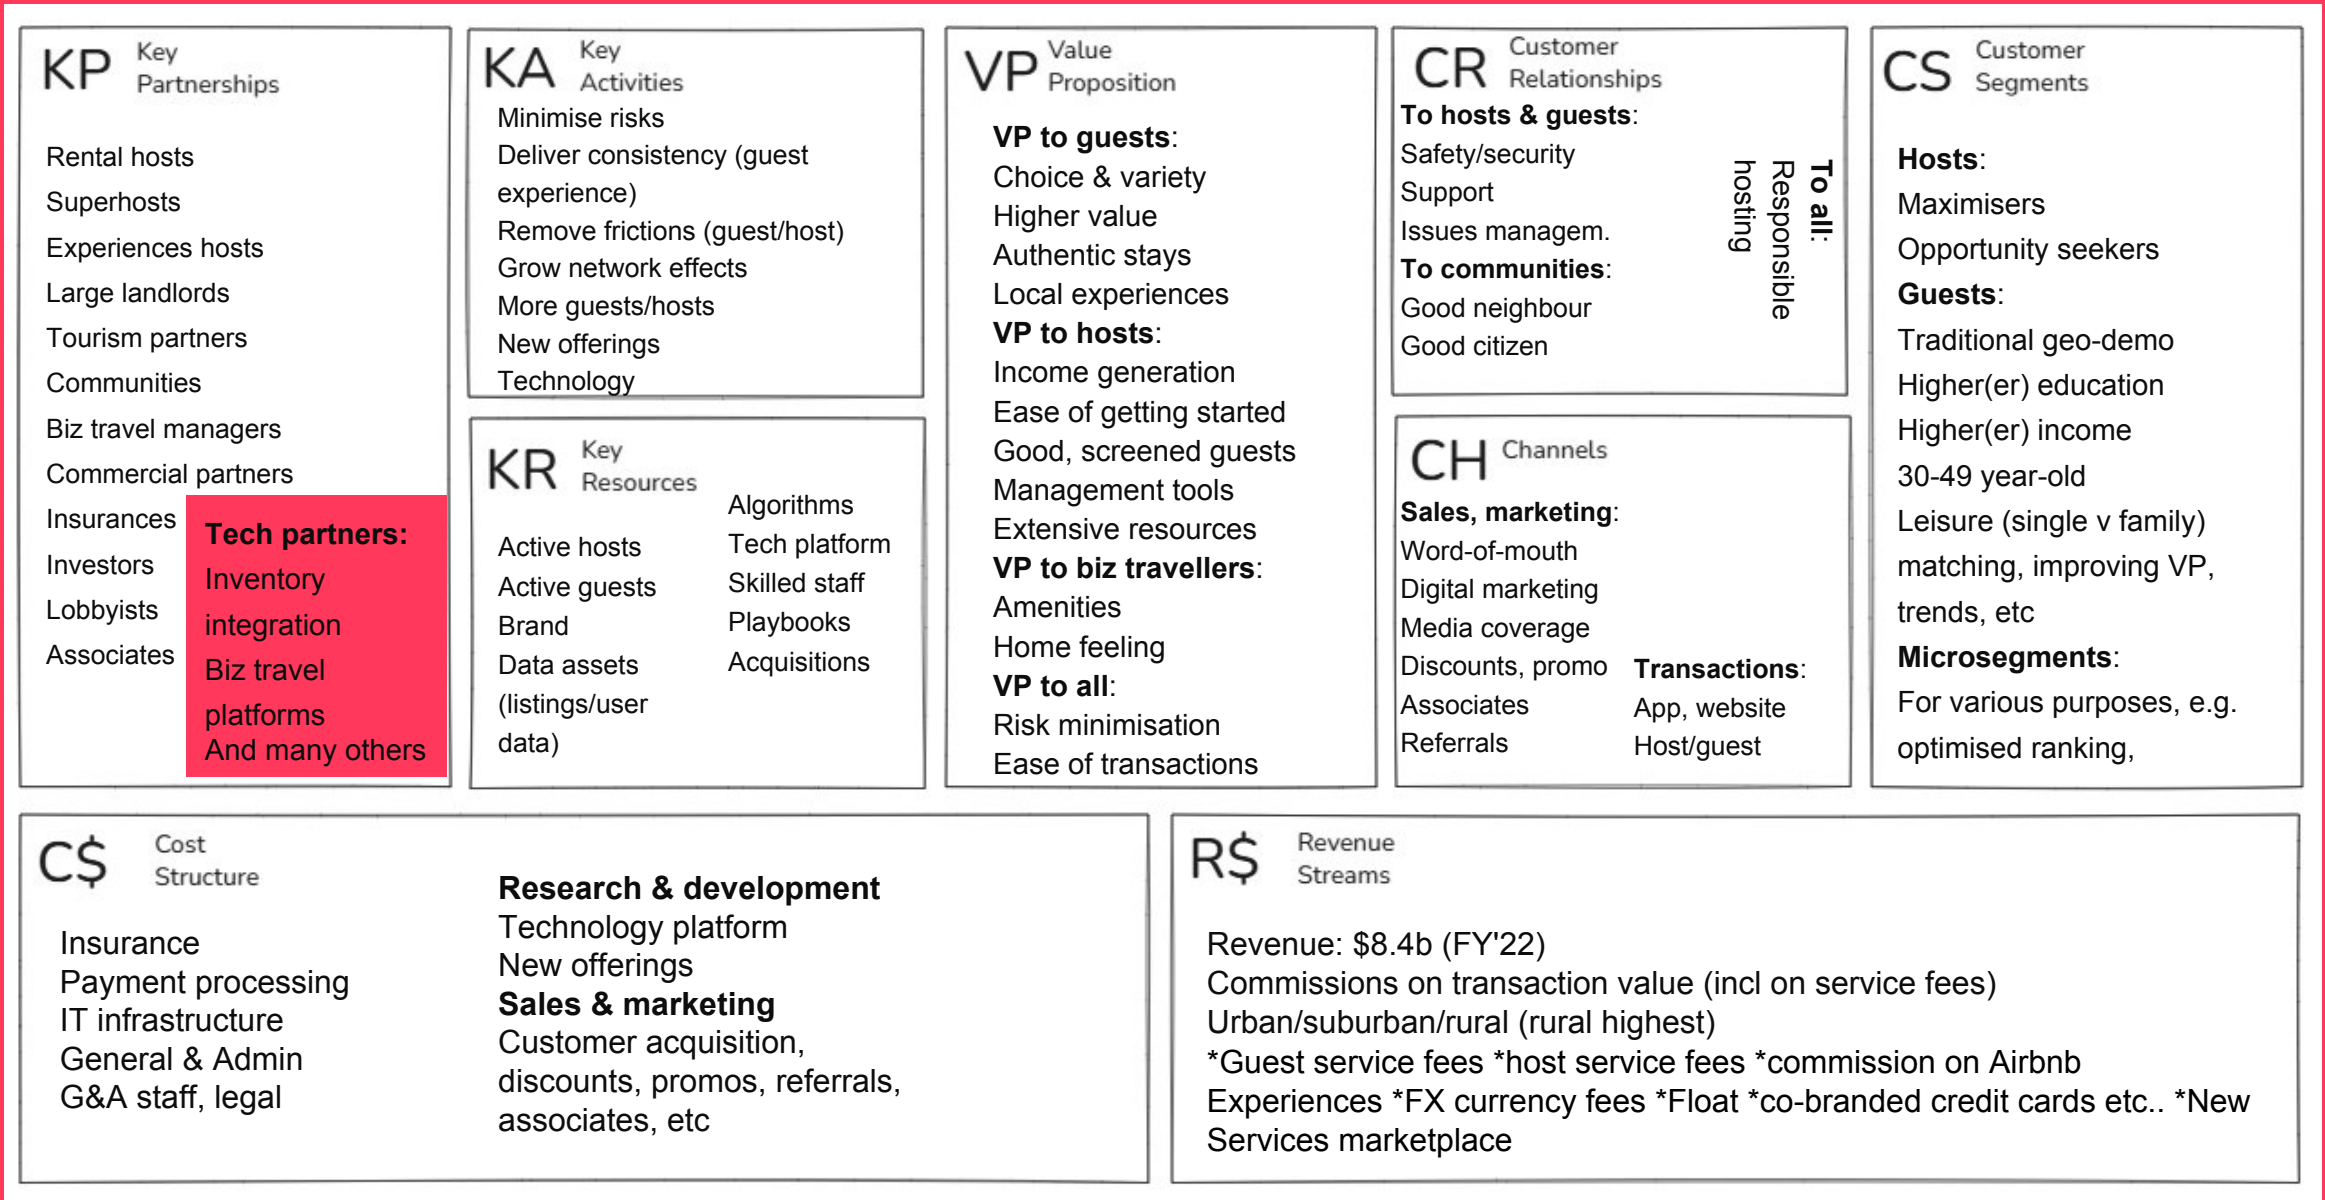 KP Key
Partnerships
Rental hosts
Superhosts
Experiences hosts
Large landlords
Tourism partners
Communities
Biz travel managers
Commercial partners
Insurances
Investors
Lobbyists
Associates
Tech partners:
Inventory
integration
Biz travel
platforms
And many others
KA Key
Activities
Minimise risks
Deliver consistency (guest
experience)
Remove frictions (guest/host)
Grow network effects
More guests/hosts
New offerings
Technology
KR Key
Resources
Active hosts
Active guests
Brand
Data assets
(listings/user
data)
Algorithms
Tech platform
Skilled staff
Playbooks
Acquisitions
VP Value
Proposition
VP to guests:
Choice & variety
Higher value
Authentic stays
Local experiences
VP to hosts:
Income generation
Ease of getting started
Good, screened guests
Management tools
Extensive resources
VP to biz travellers:
Amenities
Home feeling
VP to all:
Risk minimisation
Ease of transactions
CR Customer
Relationships
To hosts & guests:
Safety/security
Support
Issues managem.
To communities:
Good neighbour
Good citizen
To all:
Responsible
hosting
CH Channels
Sales, marketing:
Word-of-mouth
Digital marketing
Media coverage
Discounts, promo
Associates
Referrals
Transactions:
App, website
Host/guest
CS Customer
Segments
Hosts:
Maximisers
Opportunity seekers
Guests:
Traditional geo-demo
Higher(er) education
Higher(er) income
30-49 year-old
Leisure (single v family)
matching, improving VP,
trends, etc
Microsegments:
For various purposes, e.g.
optimised ranking,
C$ Cost
Structure
Insurance
Payment processing
IT infrastructure
General & Admin
G&A staff, legal
Research & development
Technology platform
New offerings
Sales & marketing
Customer acquisition,
discounts, promos, referrals,
associates, etc
R$ Revenue
Streams
Revenue: $8.4b (FY'22)
Commissions on transaction value (incl on service fees)
Urban/suburban/rural (rural highest)
*Guest service fees *host service fees *commission on Airbnb
Experiences *FX currency fees *Float *co-branded credit cards etc.. *New
Services marketplace